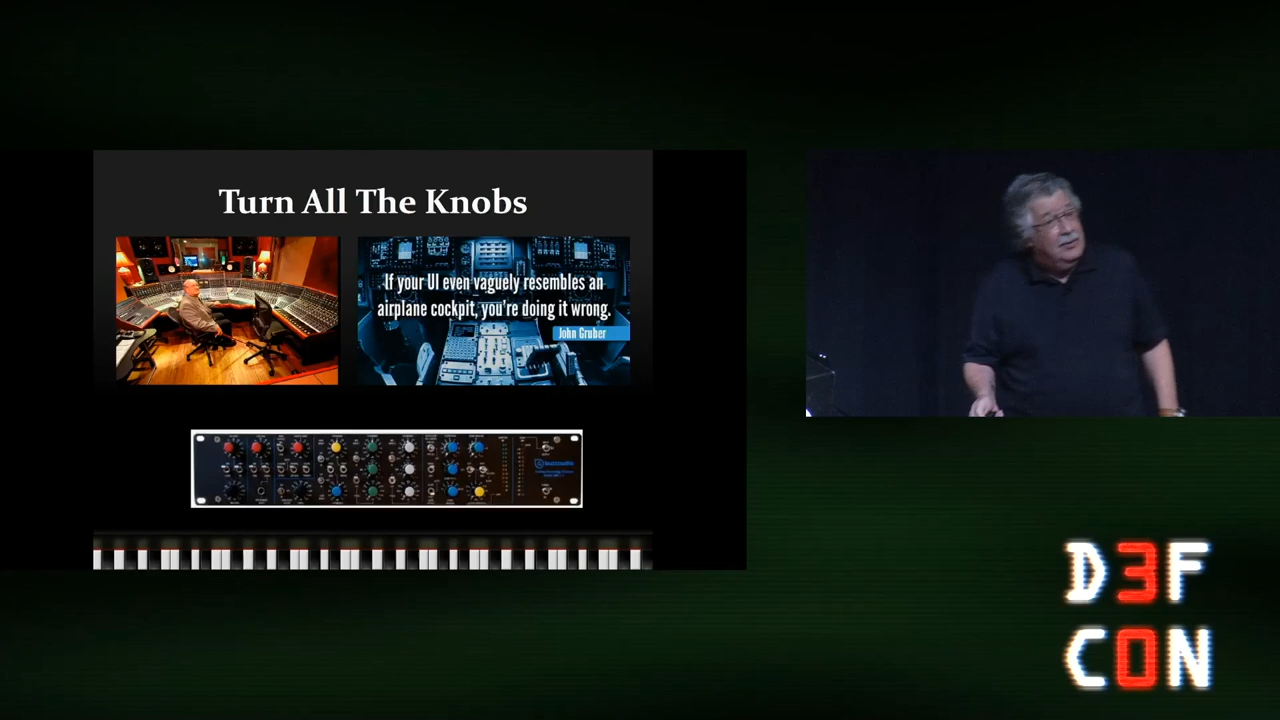 Turn All The Knobs
If your UI even vaguely resembles an
airplane cockpit, you're doing it wrong.
John Gruber
D3F
C0N